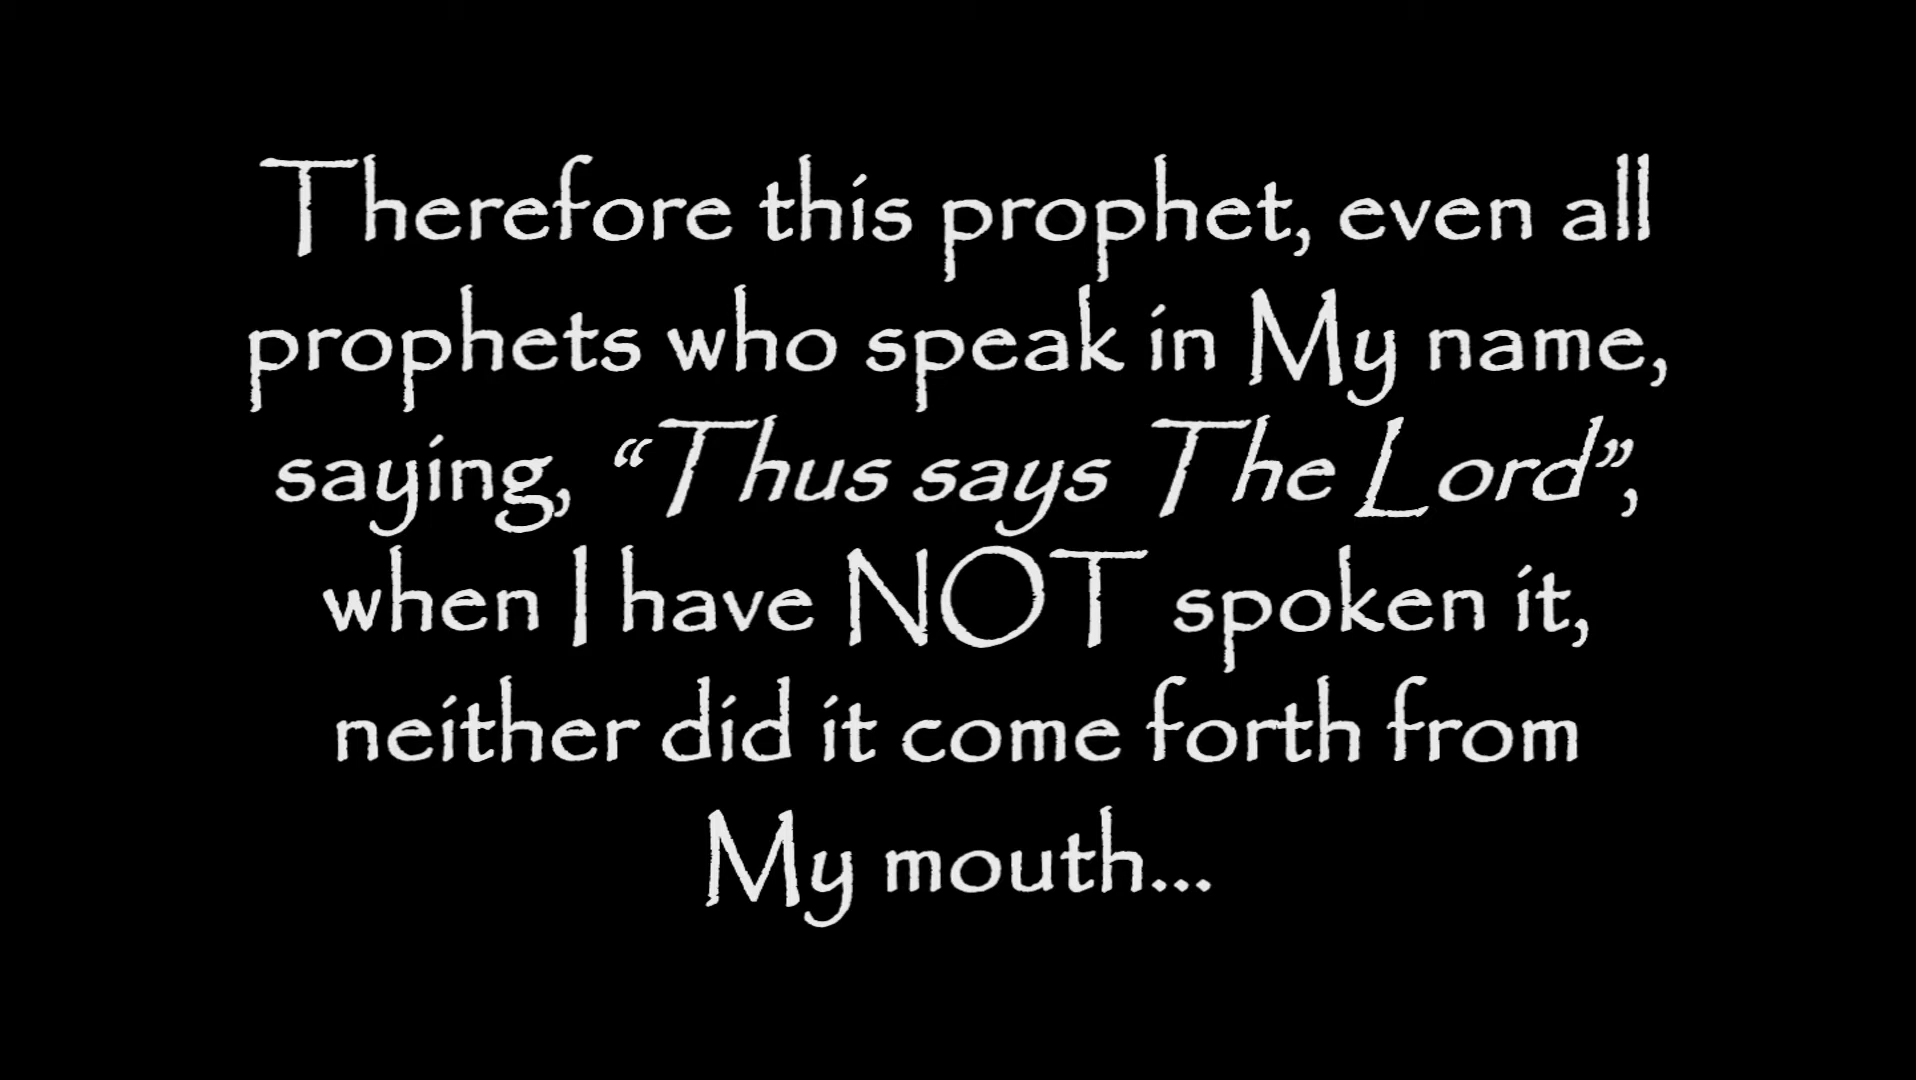 Therefore this prophet, even all
prophets who speak in My name,
saying, “Thus says The Lord”,
when I have NOT spoken it,
neither did it come forth from
My mouth...